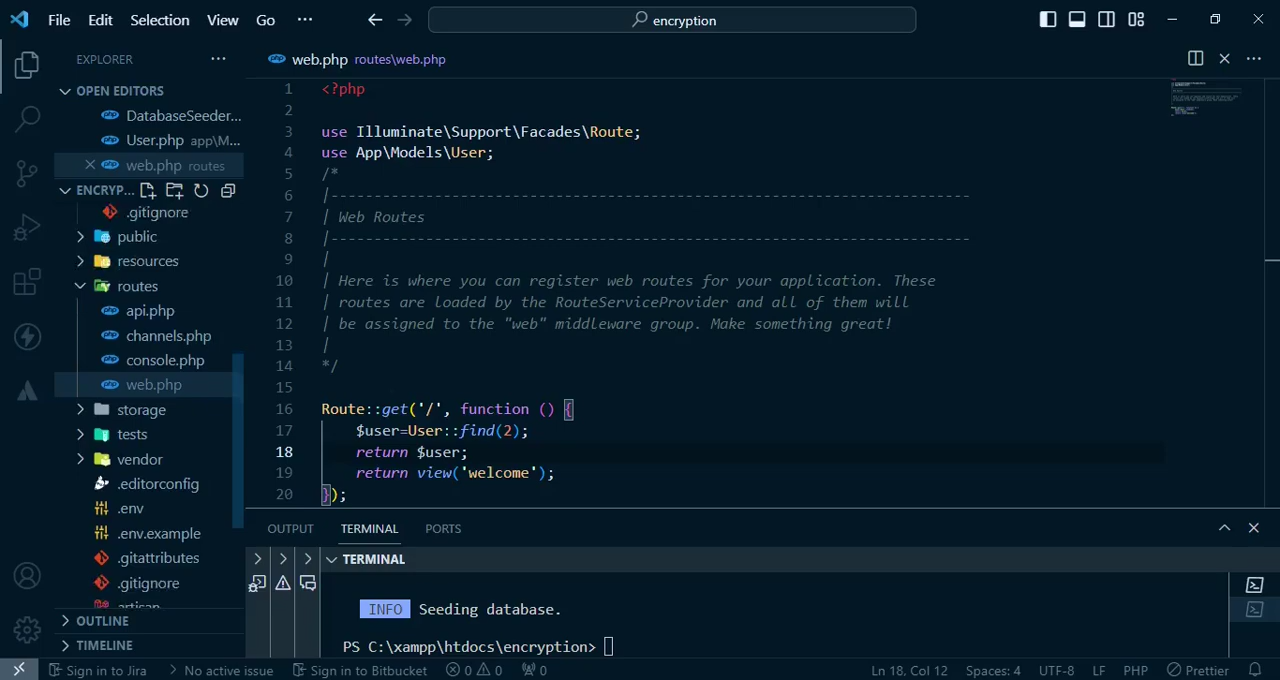 File Edit Selection View Go ··· encryption
EXPLORER ···
OPEN EDITORS
DatabaseSeeder...
User.php app\M...
web.php routes
ENCRYP...
.gitignore
public
resources
routes
api.php
channels.php
console.php
web.php
storage
tests
vendor
.editorconfig
.env
.env.example
.gitattributes
.gitignore
artisan
OUTLINE
TIMELINE
web.php routes\web.php
1 <?php
2
3 use Illuminate\Support\Facades\Route;
4 use App\Models\User;
5 /*
6 |--------------------------------------------------------------------------
7 | Web Routes
8 |--------------------------------------------------------------------------
9 |
10 | Here is where you can register web routes for your application. These
11 | routes are loaded by the RouteServiceProvider and all of them will
12 | be assigned to the "web" middleware group. Make something great!
13 |
14 */
15
16 Route::get('/', function () {
17 $user=User::find(2);
18 return $user;
19 return view('welcome');
20 });
OUTPUT TERMINAL PORTS
TERMINAL
INFO Seeding database.
PS C:\xampp\htdocs\encryption>
Sign in to Jira No active issue Sign in to Bitbucket 0 0 0 Ln 18, Col 12 Spaces: 4 UTF-8 LF PHP Prettier